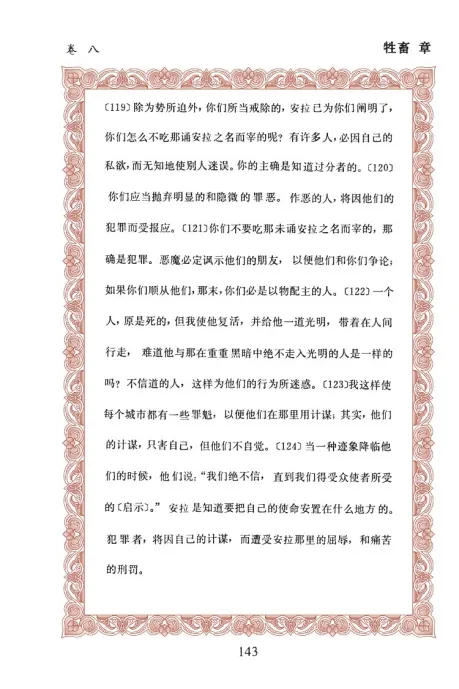 卷 八
牲畜 章
〔119〕除为势所迫外，你们所当戒除的，安拉已为你们阐明了，
你们怎么不吃那诵安拉之名而宰的呢？有许多人，必因自己的
私欲，而无知地使别人迷误。你的主确是知道过分者的。〔120〕
你们应当抛弃明显的和隐微的罪恶。作恶的人，将因他们的
犯罪而受报应。〔121〕你们不要吃那未诵安拉之名而宰的，那
确是犯罪。恶魔必定讽示他们的朋友，以便他们和你们争论；
如果你们顺从他们，那末，你们必是以物配主的人。〔122〕一个
人，原是死的，但我使他复活，并给他一道光明，带着在人间
行走，难道他与那在重重黑暗中绝不走入光明的人是一样的
吗？不信道的人，这样为他们的行为所迷惑。〔123〕我这样使
每个城市都有一些罪魁，以便他们在那里用计谋；其实，他们
的计谋，只害自己，但他们不自觉。〔124〕当一种迹象降临他
们的时候，他们说：“我们绝不信，直到我们得受众使者所受
的〔启示〕。”安拉是知道要把自己的使命安置在什么地方的。
犯罪者，将因自己的计谋，而遭受安拉那里的屈辱，和痛苦
的刑罚。
143